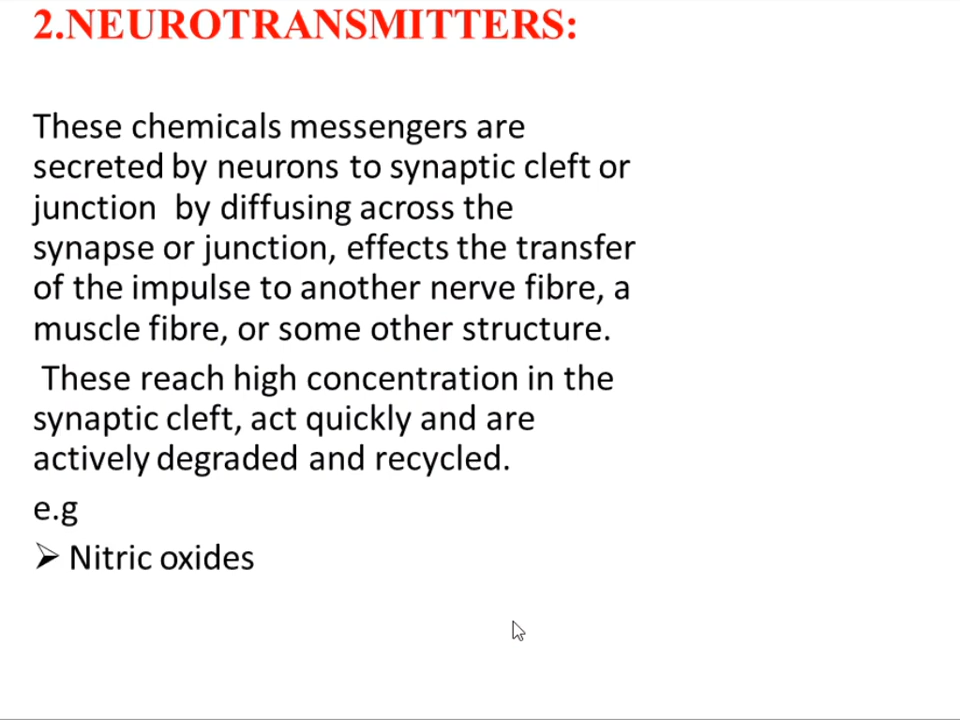 2.NEUROTRANSMITTERS:
These chemicals messengers are
secreted by neurons to synaptic cleft or
junction by diffusing across the
synapse or junction, effects the transfer
of the impulse to another nerve fibre, a
muscle fibre, or some other structure.
These reach high concentration in the
synaptic cleft, act quickly and are
actively degraded and recycled.
e.g
➢ Nitric oxides